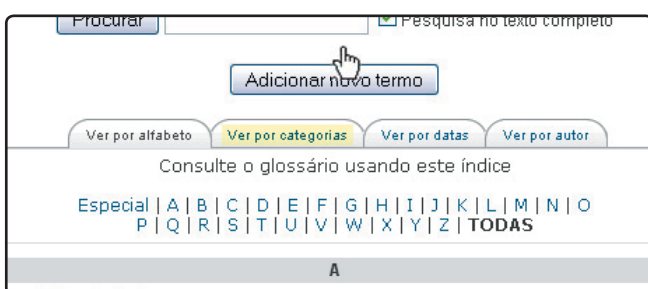 Procurar Pesquisa no texto completo
Adicionar novo termo
Ver por alfabeto Ver por categorias Ver por datas Ver por autor
Consulte o glossário usando este índice
Especial | A | B | C | D | E | F | G | H | I | J | K | L | M | N | O
P | Q | R | S | T | U | V | W | X | Y | Z | TODAS
A